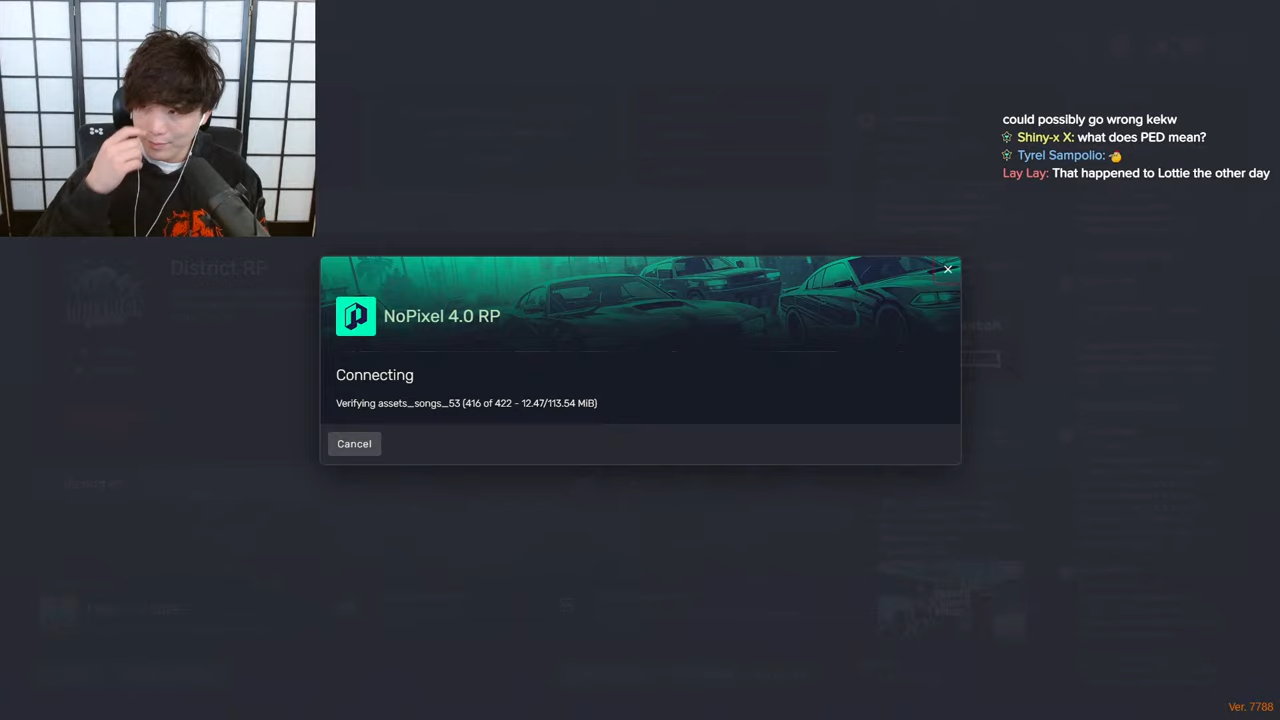 could possibly go wrong kekw
Shiny-x X: what does PED mean?
Tyrel Sampolio:
Lay Lay: That happened to Lottie the other day
District RP
NoPixel 4.0 RP
Connecting
Verifying assets_songs_53 (416 of 422 - 12.47/113.54 MiB)
Cancel
Ver. 7788